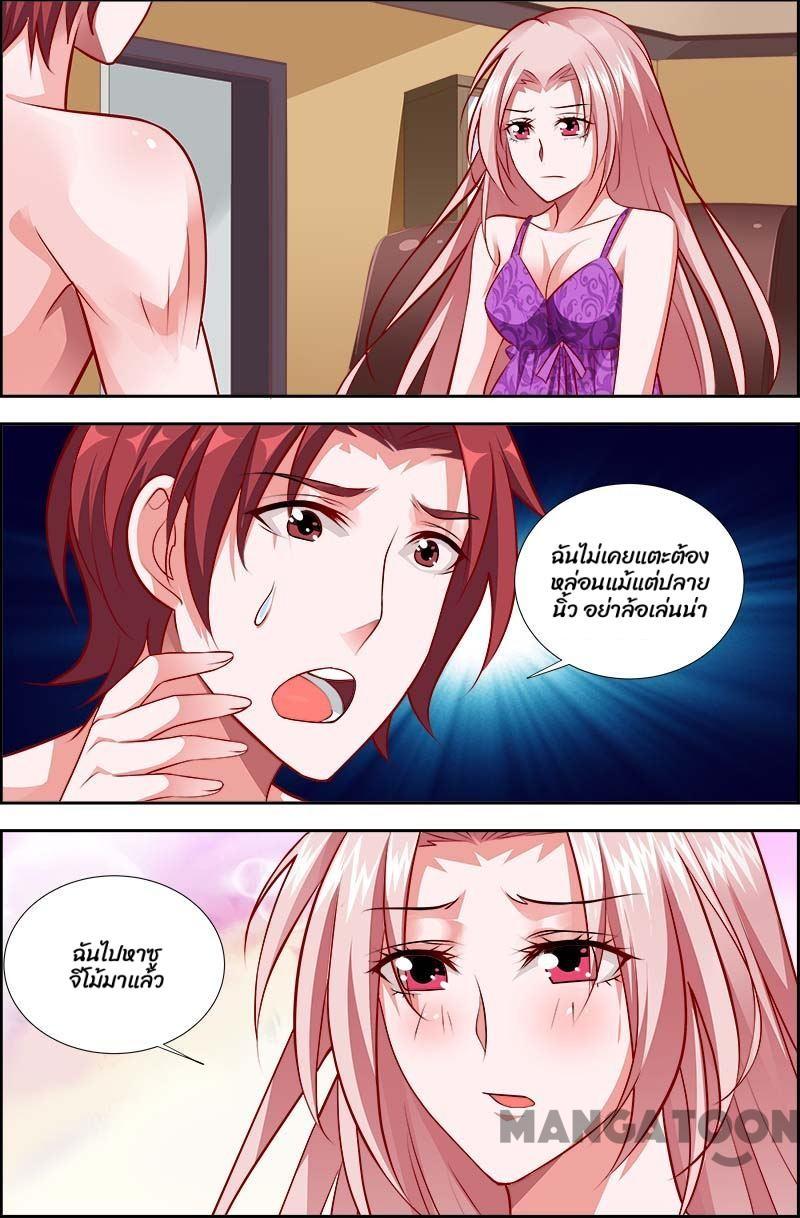 ฉันไม่เคยแตะต้อง
หล่อนแม้แต่ปลาย
นิ้ว อย่าล้อเล่นน่า
ฉันไปหาซู
จีโม้มาแล้ว
MANGATOON